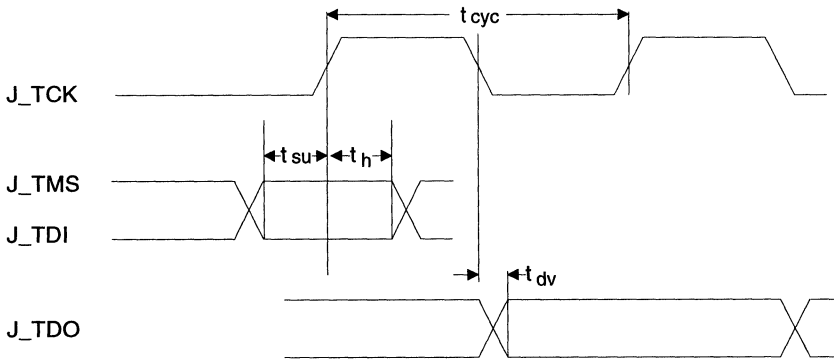 t cyc
J_TCK
t su t h
J_TMS
J_TDI
t dv
J_TDO